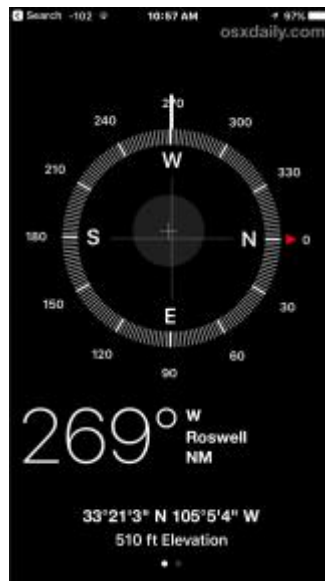 Search -102 10:57 AM 97%
osxdaily.com
270
240 300
W
210 330
180 S N 0
150 30
E
120 60
90
269° W
Roswell
NM
33°21'3" N 105°5'4" W
510 ft Elevation